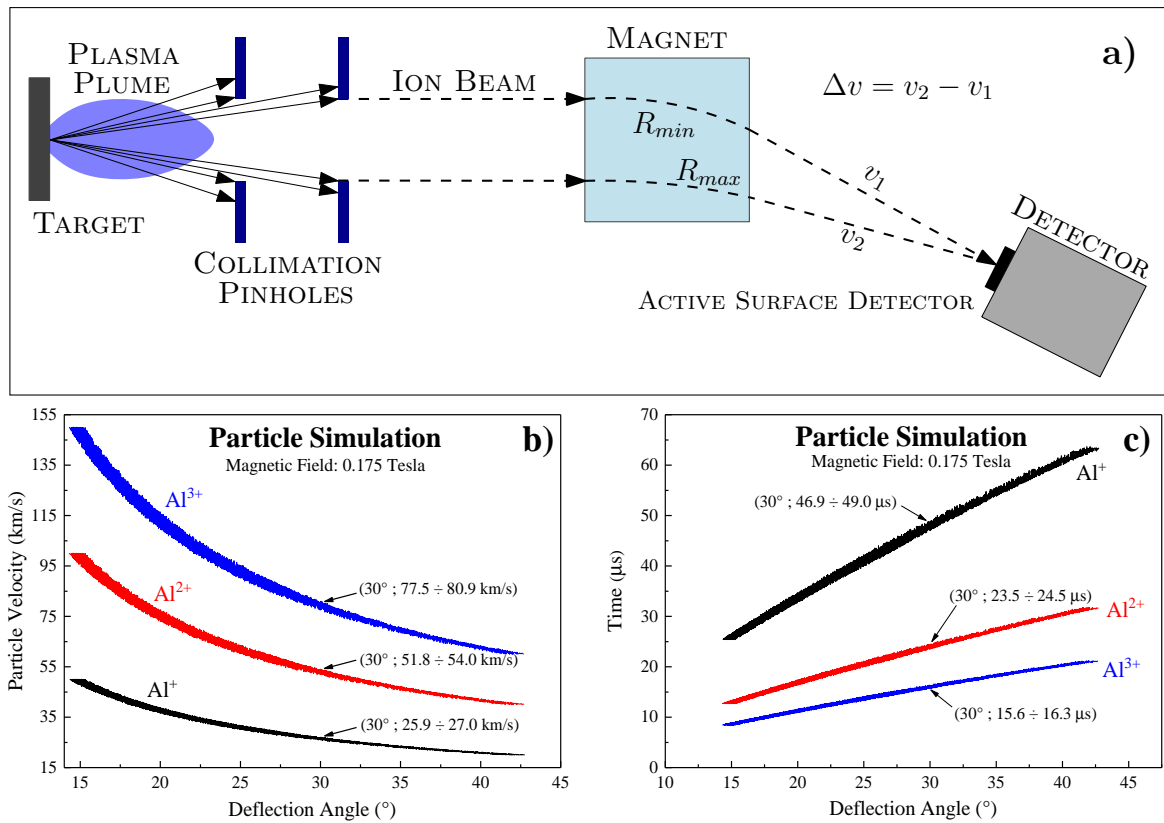 a)
PLASMA
PLUME
TARGET
COLLIMATION
PINHOLES
ION BEAM
MAGNET
R_min
R_max
Δv = v₂ − v₁
v₁
v₂
DETECTOR
ACTIVE SURFACE DETECTOR
b)
Particle Simulation
Magnetic Field: 0.175 Tesla
Al³⁺
Al²⁺
Al⁺
(30° ; 77.5 ÷ 80.9 km/s)
(30° ; 51.8 ÷ 54.0 km/s)
(30° ; 25.9 ÷ 27.0 km/s)
Particle Velocity (km/s)
155
135
115
95
75
55
35
15
15 20 25 30 35 40 45
Deflection Angle (°)
c)
Particle Simulation
Magnetic Field: 0.175 Tesla
Al⁺
(30° ; 46.9 ÷ 49.0 μs)
(30° ; 23.5 ÷ 24.5 μs)
Al²⁺
Al³⁺
(30° ; 15.6 ÷ 16.3 μs)
Time (μs)
70
60
50
40
30
20
10
0
10 15 20 25 30 35 40 45
Deflection Angle (°)